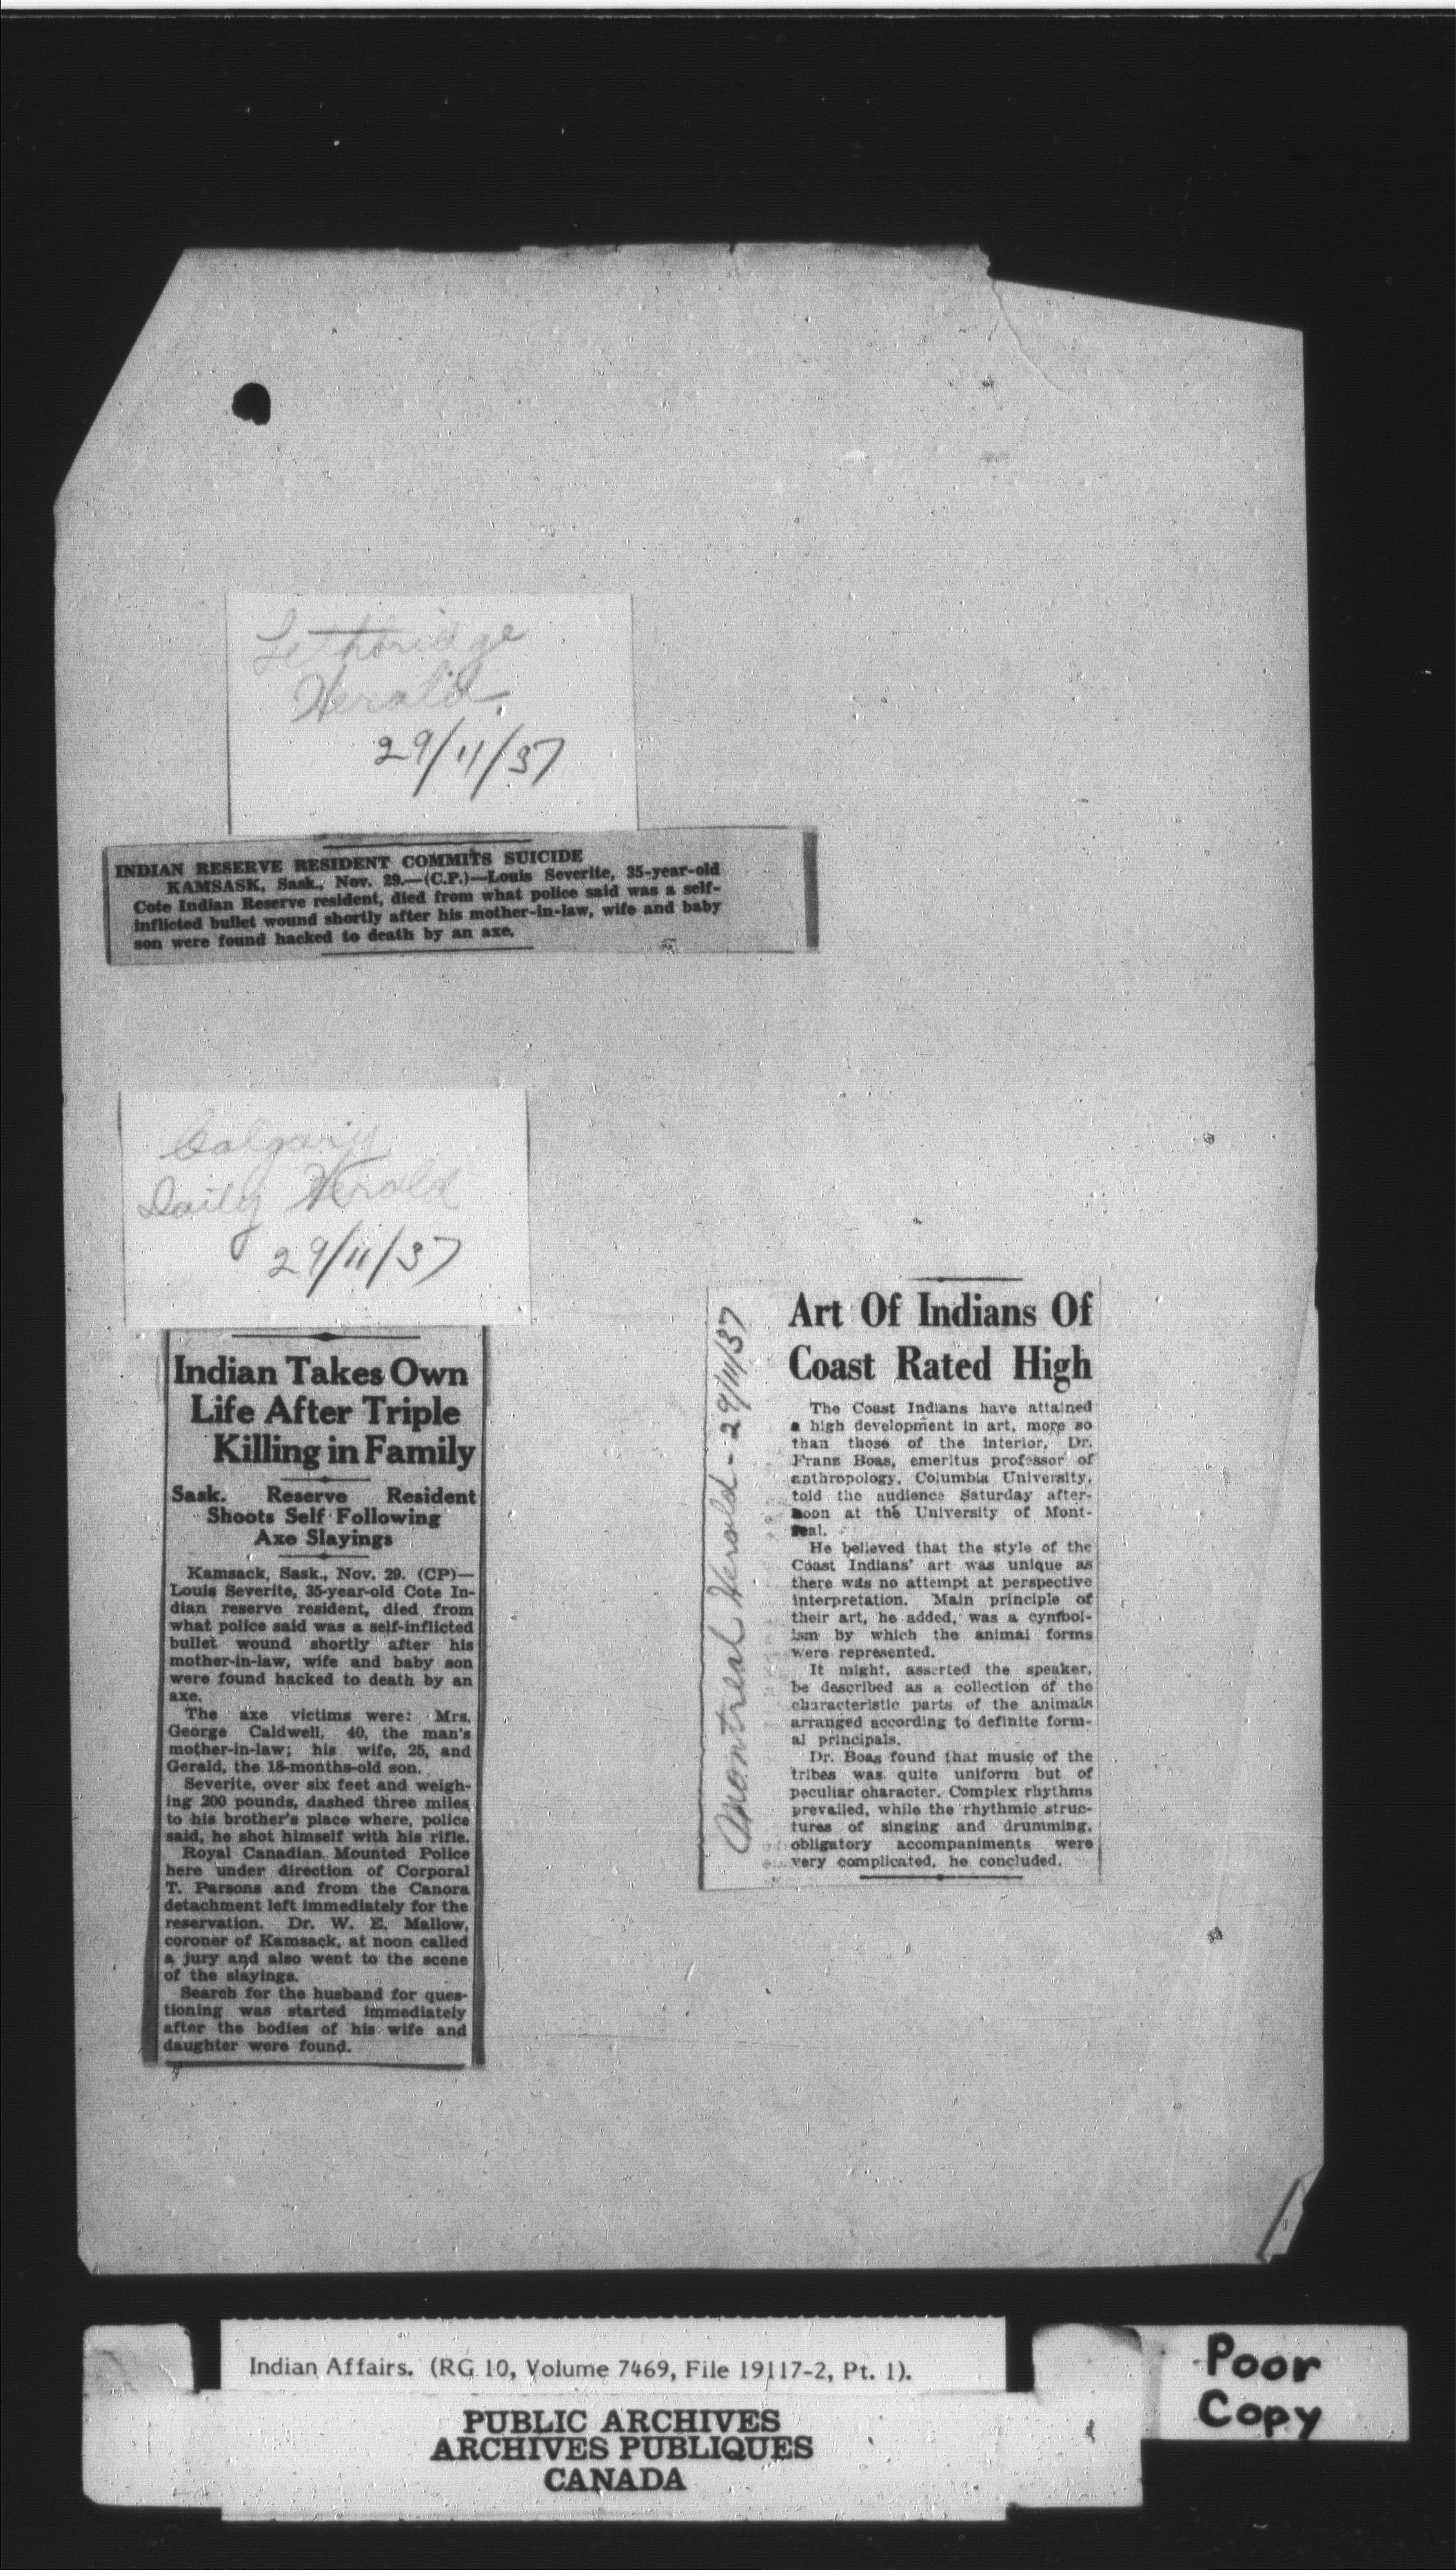 Lethbridge
Herald.
29/11/37
INDIAN RESERVE RESIDENT COMMITS SUICIDE
KAMSASK, Sask., Nov. 29.—(C.P.)—Louis Severite, 35-year-old
Cote Indian Reserve resident, died from what police said was a self-
inflicted bullet wound shortly after his mother-in-law, wife and baby
son were found hacked to death by an axe.
Calgary
Daily Herald
29/11/37
Indian Takes Own
Life After Triple
Killing in Family
Sask. Reserve Resident
Shoots Self Following
Axe Slayings
Kamsack, Sask., Nov. 29. (CP)—
Louis Severite, 35-year-old Cote In-
dian reserve resident, died from
what police said was a self-inflicted
bullet wound shortly after his
mother-in-law, wife and baby son
were found hacked to death by an
axe.
The axe victims were: Mrs.
George Caldwell, 40, the man's
mother-in-law; his wife, 25, and
Gerald, the 18-months-old son.
Severite, over six feet and weigh-
ing 200 pounds, dashed three miles
to his brother's place where, police
said, he shot himself with his rifle.
Royal Canadian Mounted Police
here under direction of Corporal
T. Parsons and from the Canora
detachment left immediately for the
reservation. Dr. W. E. Mallow,
coroner of Kamsack, at noon called
a jury and also went to the scene
of the slayings.
Search for the husband for ques-
tioning was started immediately
after the bodies of his wife and
daughter were found.
Montreal Herald - 29/11/37
Art Of Indians Of
Coast Rated High
The Coast Indians have attained
a high development in art, more so
than those of the interior, Dr.
Franz Boas, emeritus professor of
anthropology, Columbia University,
told the audience Saturday after-
noon at the University of Mont-
real.
He believed that the style of the
Coast Indians' art was unique as
there was no attempt at perspective
interpretation. Main principle of
their art, he added, was a cymbol-
ism by which the animal forms
were represented.
It might, asserted the speaker,
be described as a collection of the
characteristic parts of the animals
arranged according to definite form-
al principals.
Dr. Boas found that music of the
tribes was quite uniform but of
peculiar character. Complex rhythms
prevailed, while the rhythmic struc-
tures of singing and drumming,
obligatory accompaniments were
very complicated, he concluded.
Indian Affairs. (RG 10, Volume 7469, File 19117-2, Pt. 1).
PUBLIC ARCHIVES
ARCHIVES PUBLIQUES
CANADA
Poor
Copy